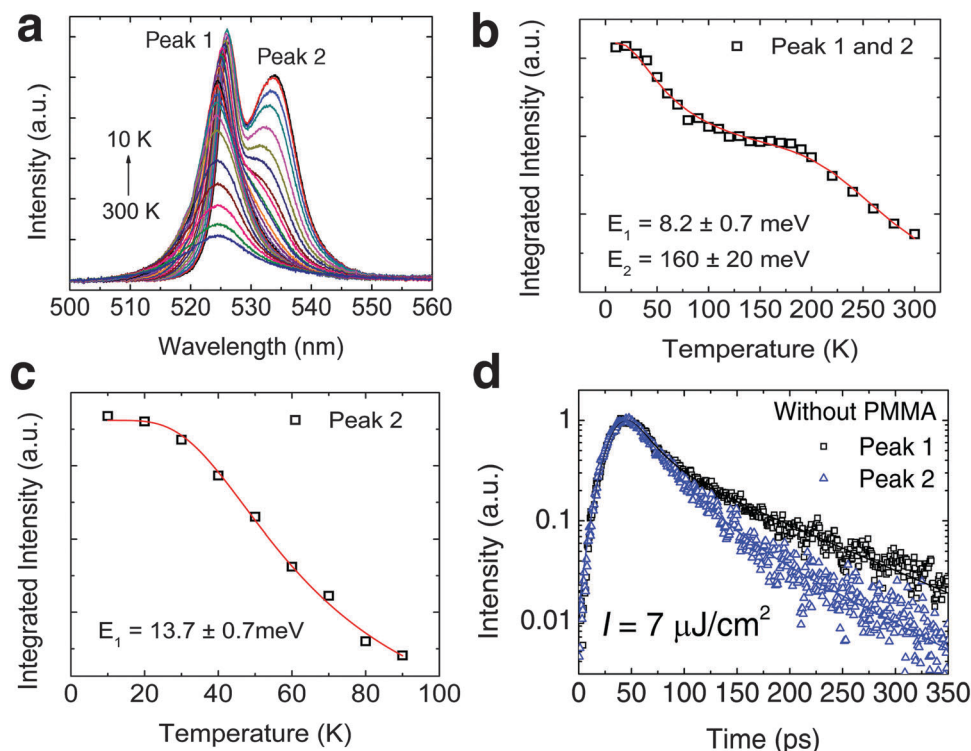 a
Peak 1
Peak 2
10 K
300 K
Intensity (a.u.)
500 510 520 530 540 550 560
Wavelength (nm)
b
Peak 1 and 2
E₁ = 8.2 ± 0.7 meV
E₂ = 160 ± 20 meV
Integrated Intensity (a.u.)
0 50 100 150 200 250 300
Temperature (K)
c
Peak 2
E₁ = 13.7 ± 0.7meV
Integrated Intensity (a.u.)
0 20 40 60 80 100
Temperature (K)
d
Without PMMA
Peak 1
Peak 2
I = 7 μJ/cm²
Intensity (a.u.)
1
0.1
0.01
0 50 100 150 200 250 300 350
Time (ps)